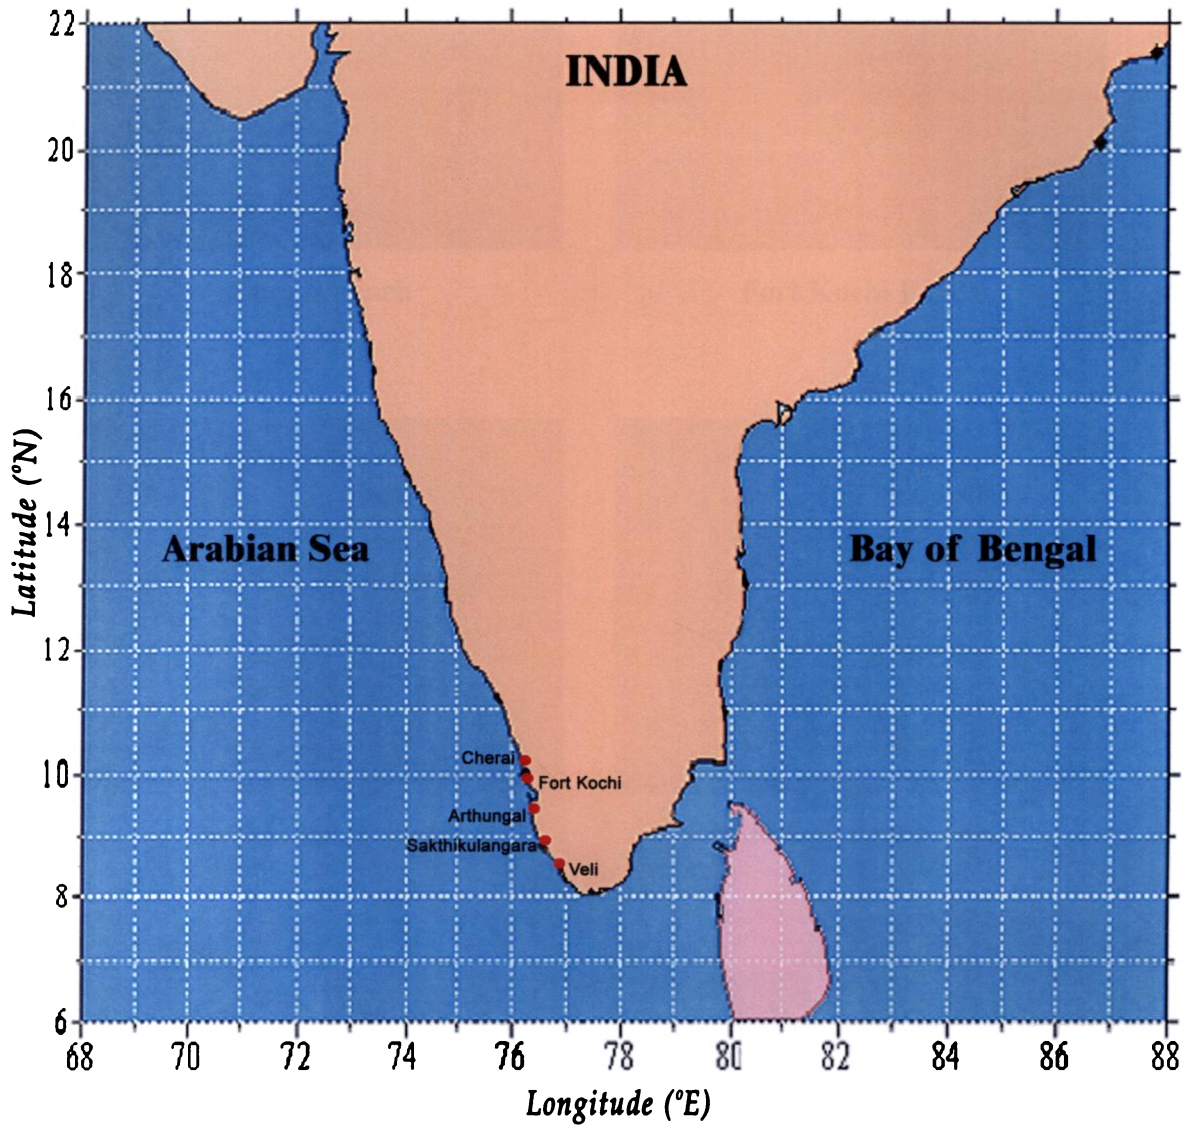 22
INDIA
20
18
16
14
Arabian Sea
Bay of Bengal
12
Cherai
10
Fort Kochi
Arthungal
Sakthikulangara
Veli
8
6
68 70 72 74 76 78 80 82 84 86 88
Latitude (°N)
Longitude (°E)